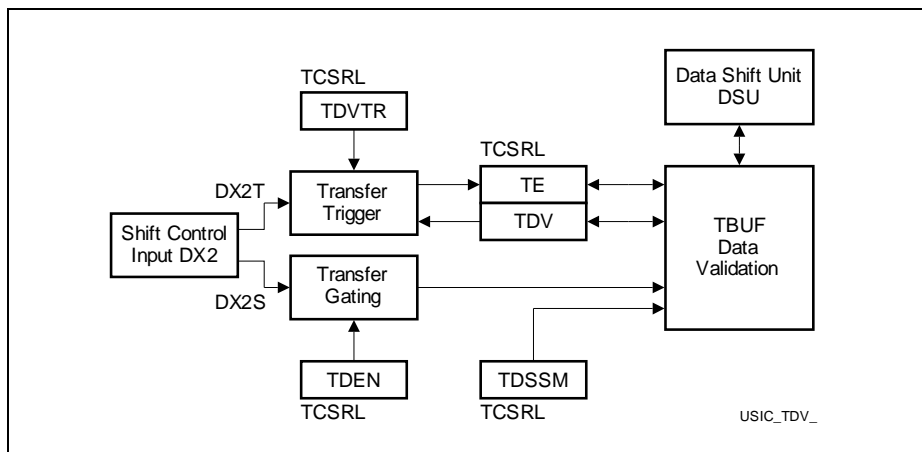 TCSRL
TDVTR
Data Shift Unit
DSU
TCSRL
DX2T
Transfer
Trigger
TE
TDV
Shift Control
Input DX2
TBUF
Data
Validation
Transfer
Gating
DX2S
TDEN
TCSRL
TDSSM
TCSRL
USIC_TDV_